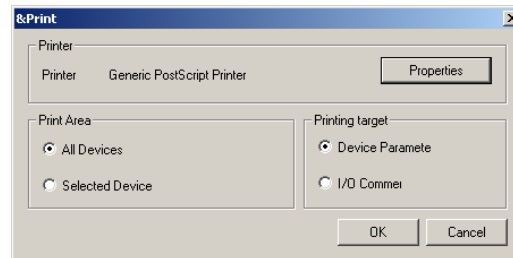 &Print
Printer
Printer Generic PostScript Printer Properties
Print Area
All Devices
Selected Device
Printing target
Device Paramete
I/O Commer
OK Cancel